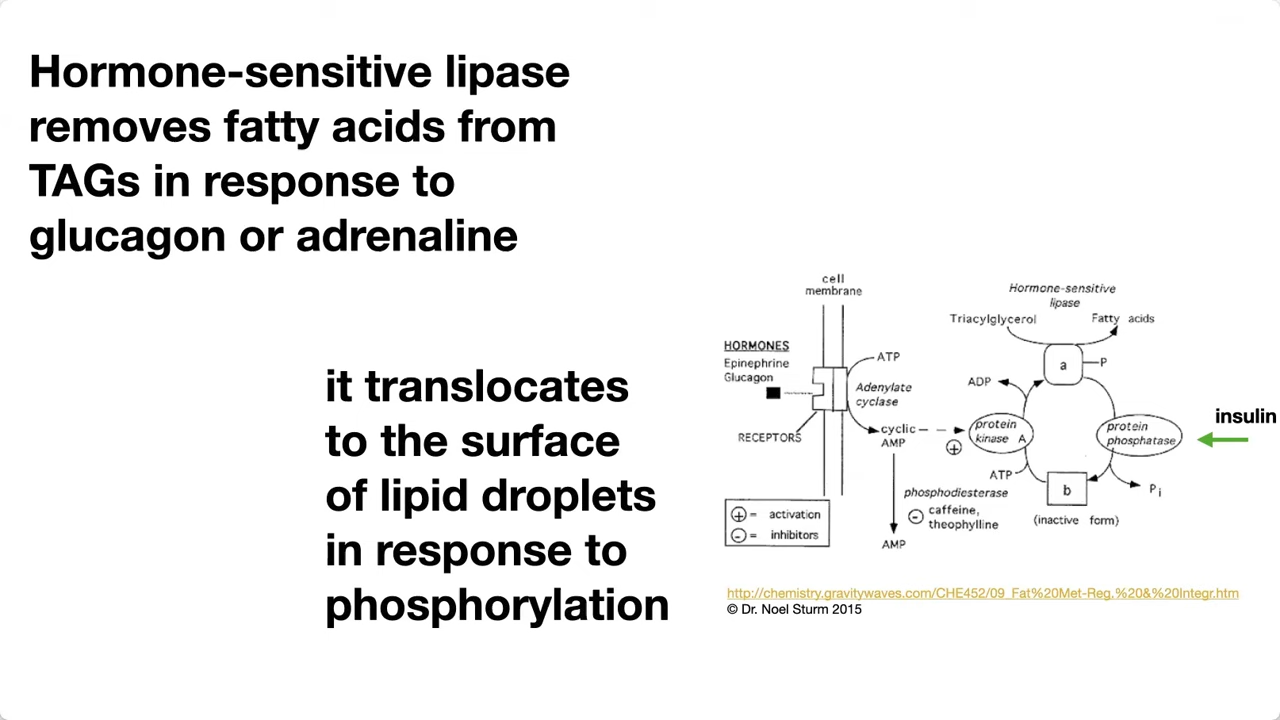 Hormone-sensitive lipase
removes fatty acids from
TAGs in response to
glucagon or adrenaline
it translocates
to the surface
of lipid droplets
in response to
phosphorylation
cell
membrane
HORMONES
Epinephrine
Glucagon
RECEPTORS
ATP
Adenylate
cyclase
cyclic
AMP
phosphodiesterase
- caffeine,
theophylline
AMP
+ = activation
- = inhibitors
Hormone-sensitive
lipase
Triacylglycerol
Fatty acids
a
P
ADP
+
protein
kinase A
ATP
protein
phosphatase
insulin
b
Pi
(inactive form)
http://chemistry.gravitywaves.com/CHE452/09_Fat%20Met-Reg.%20&%20Integr.htm
© Dr. Noel Sturm 2015